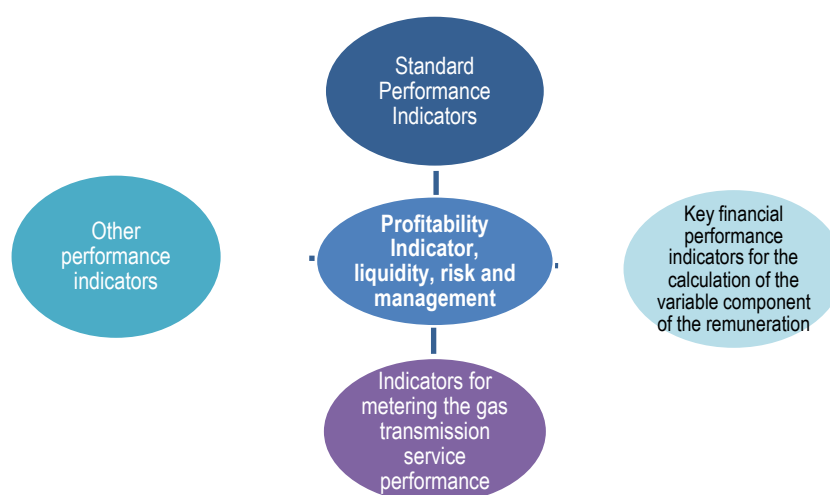 Standard
Performance
Indicators
Other
performance
indicators
Profitability
Indicator,
liquidity, risk and
management
Key financial
performance
indicators for the
calculation of the
variable component
of the remuneration
Indicators for
metering the gas
transmission
service
performance